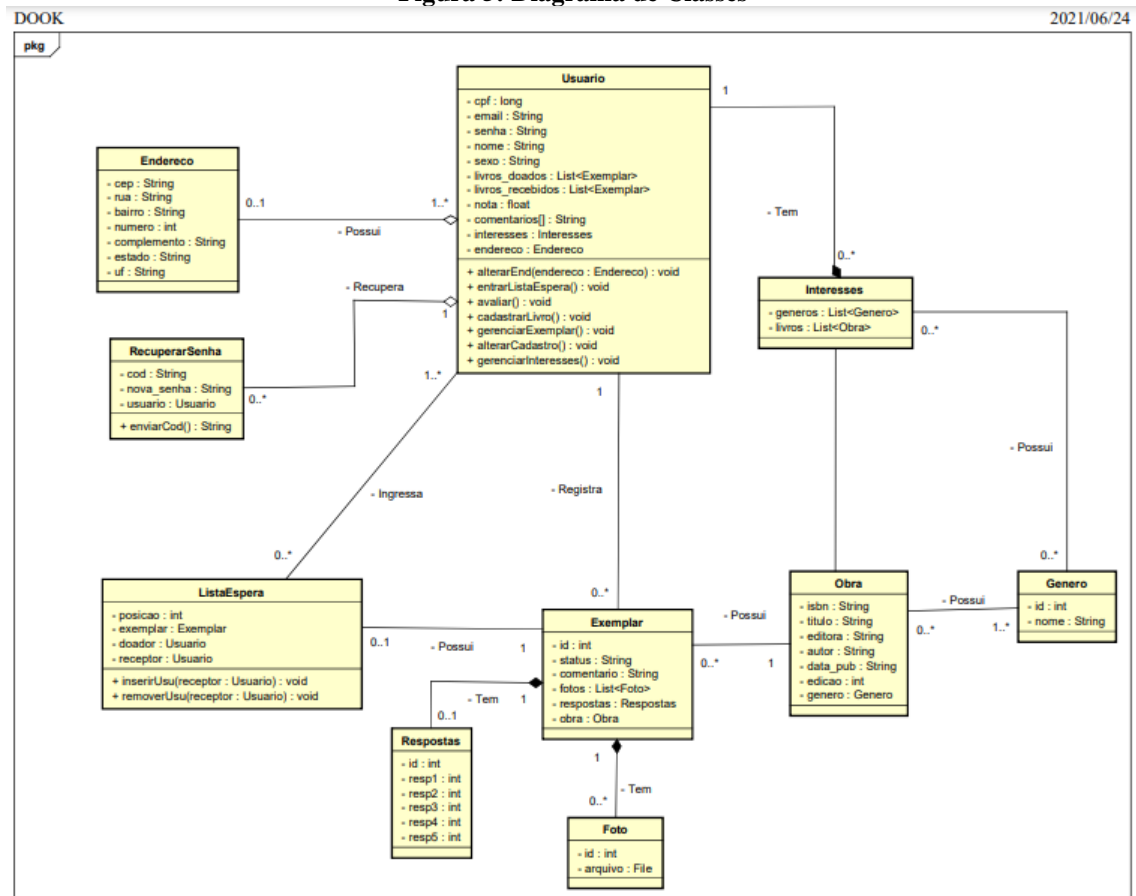 Figura 3: Diagrama de Classes
DOOK
2021/06/24
pkg
Usuario
- cpf : long
- email : String
- senha : String
- nome : String
- sexo : String
- livros_doados : List<Exemplar>
- livros_recebidos : List<Exemplar>
- nota : float
- comentarios[] : String
- interesses : Interesses
- endereco : Endereco
+ alterarEnd(endereco : Endereco) : void
+ entrarListaEspera() : void
+ avaliar() : void
+ cadastrarLivro() : void
+ gerenciarExemplar() : void
+ alterarCadastro() : void
+ gerenciarInteresses() : void
Endereco
- cep : String
- rua : String
- bairro : String
- numero : int
- complemento : String
- estado : String
- uf : String
0..1
1..*
- Possui
1
- Tem
0..*
Interesses
- generos : List<Genero>
- livros : List<Obra>
0..*
- Recupera
1
RecuperarSenha
- cod : String
- nova_senha : String
- usuario : Usuario
+ enviarCod() : String
0..*
1..*
1
- Possui
- Ingressa
- Registra
0..*
0..*
0..*
ListaEspera
- posicao : int
- exemplar : Exemplar
- doador : Usuario
- receptor : Usuario
+ inserirUsu(receptor : Usuario) : void
+ removerUsu(receptor : Usuario) : void
0..1
- Possui
1
Exemplar
- id : int
- status : String
- comentario : String
- fotos : List<Foto>
- respostas : Respostas
- obra : Obra
- Possui
0..*
1
Obra
- isbn : String
- titulo : String
- editora : String
- autor : String
- data_pub : String
- edicao : int
- genero : Genero
- Possui
0..*
1..*
Genero
- id : int
- nome : String
- Tem
1
0..1
Respostas
- id : int
- resp1 : int
- resp2 : int
- resp3 : int
- resp4 : int
- resp5 : int
1
- Tem
0..*
Foto
- id : int
- arquivo : File